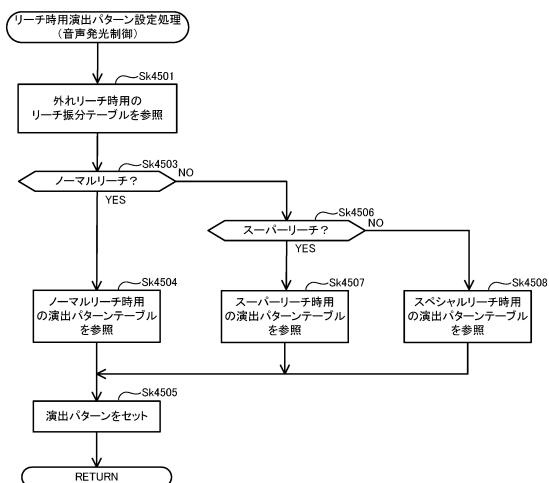 リーチ時用演出パターン設定処理
（音声発光制御）
Sk4501
外れリーチ時用の
リーチ振分テーブルを参照
Sk4503
ノーマルリーチ？
NO
YES
Sk4506
スーパーリーチ？
NO
YES
Sk4504
ノーマルリーチ時用
の演出パターンテーブル
を参照
Sk4507
スーパーリーチ時用
の演出パターンテーブル
を参照
Sk4508
スペシャルリーチ時用
の演出パターンテーブル
を参照
Sk4505
演出パターンをセット
RETURN